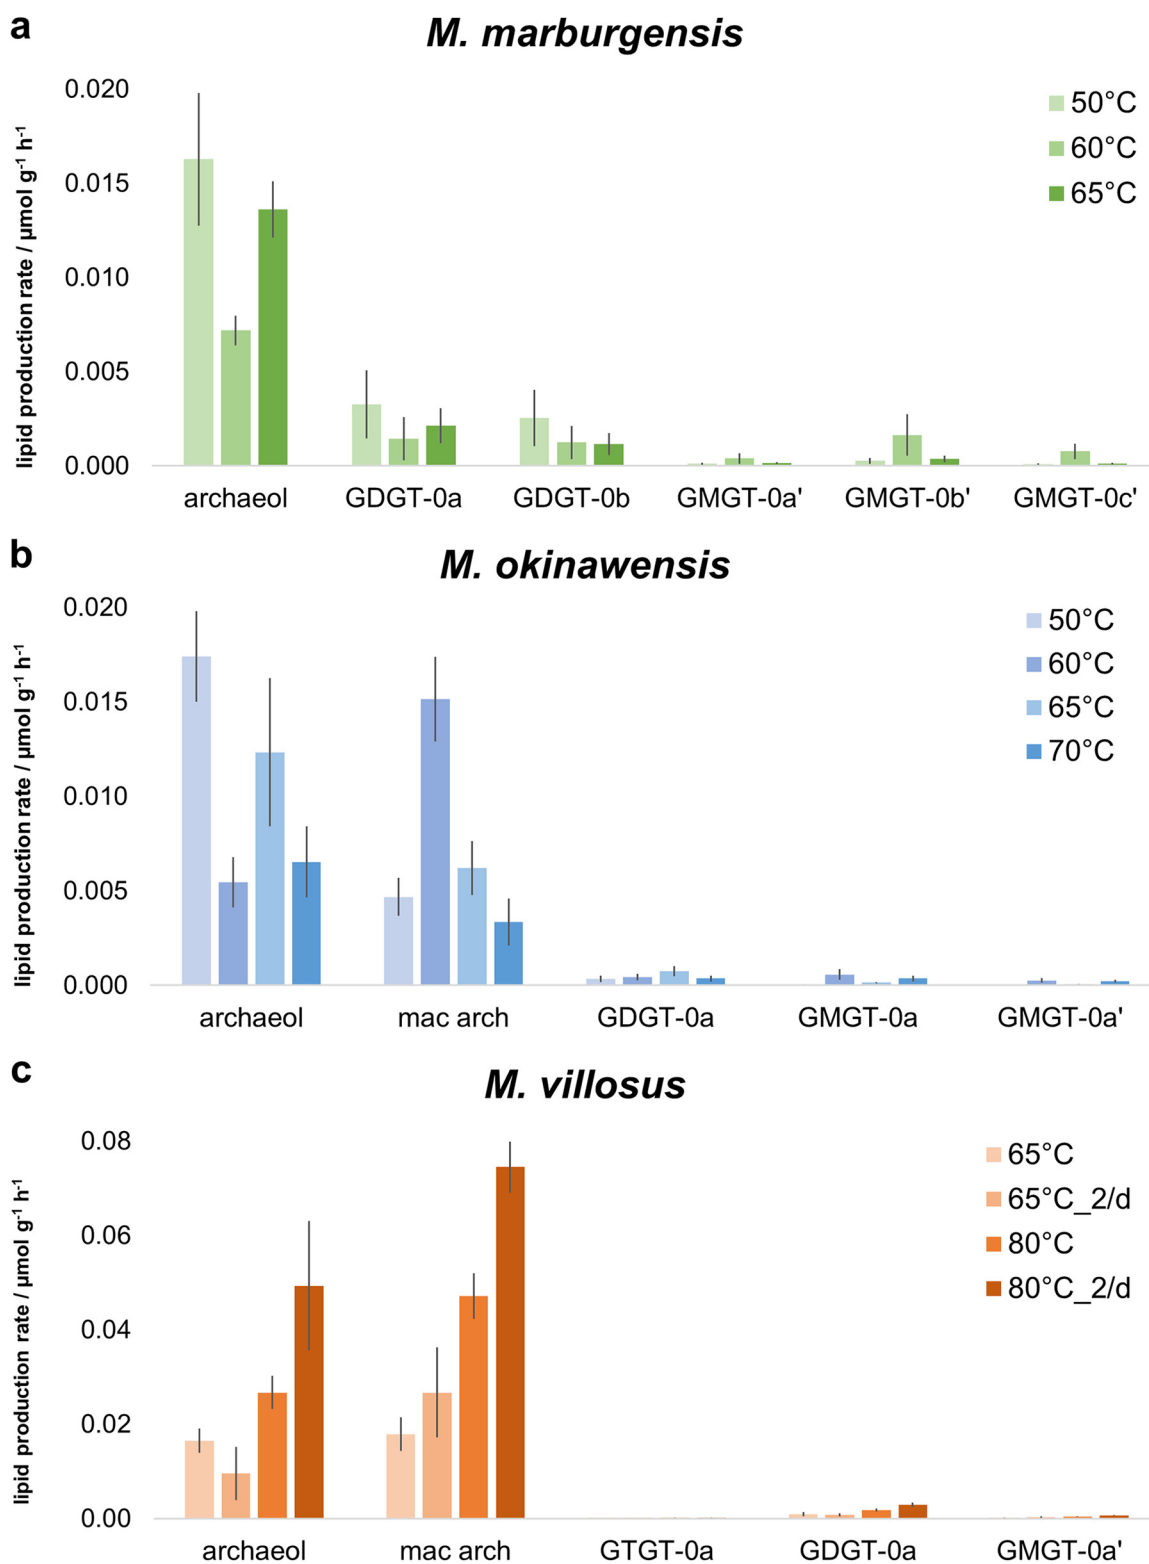 a
M. marburgensis
lipid production rate / µmol g⁻¹ h⁻¹
0.020
0.015
0.010
0.005
0.000
50°C
60°C
65°C
archaeol GDGT-0a GDGT-0b GMGT-0a' GMGT-0b' GMGT-0c'
b
M. okinawensis
lipid production rate / µmol g⁻¹ h⁻¹
0.020
0.015
0.010
0.005
0.000
50°C
60°C
65°C
70°C
archaeol mac arch GDGT-0a GMGT-0a GMGT-0a'
c
M. villosus
lipid production rate / µmol g⁻¹ h⁻¹
0.08
0.06
0.04
0.02
0.00
65°C
65°C_2/d
80°C
80°C_2/d
archaeol mac arch GTGT-0a GDGT-0a GMGT-0a'